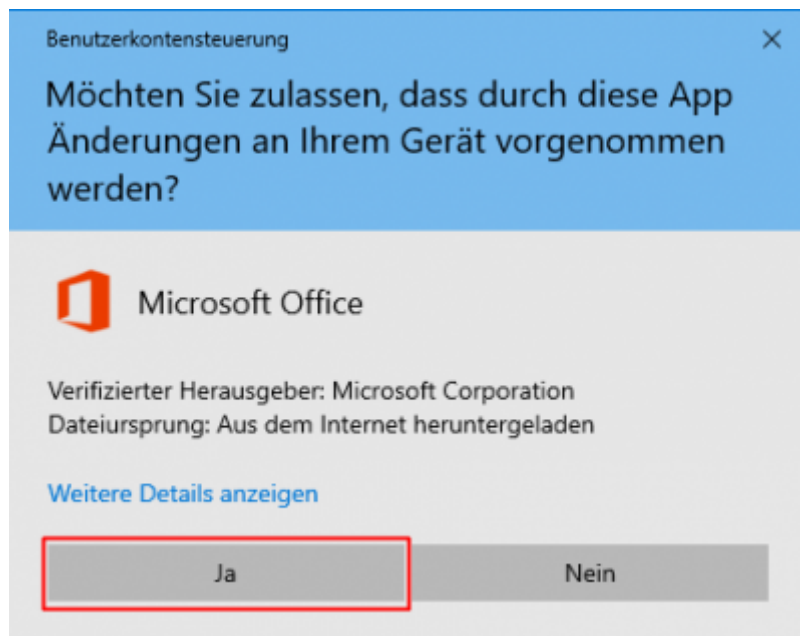 Benutzerkontensteuerung
Möchten Sie zulassen, dass durch diese App
Änderungen an Ihrem Gerät vorgenommen
werden?
Microsoft Office
Verifizierter Herausgeber: Microsoft Corporation
Dateiursprung: Aus dem Internet heruntergeladen
Weitere Details anzeigen
Ja Nein